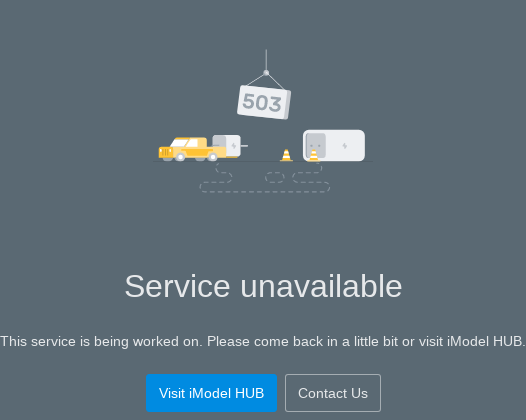 503
Service unavailable
This service is being worked on. Please come back in a little bit or visit iModel HUB.
Visit iModel HUB
Contact Us